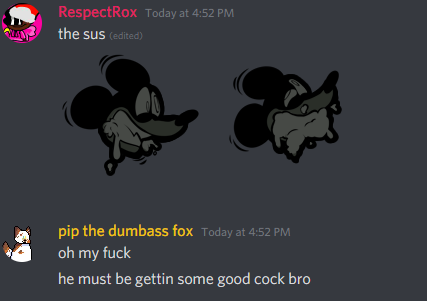 RespectRox Today at 4:52 PM
the sus (edited)
pip the dumbass fox Today at 4:52 PM
oh my fuck
he must be gettin some good cock bro